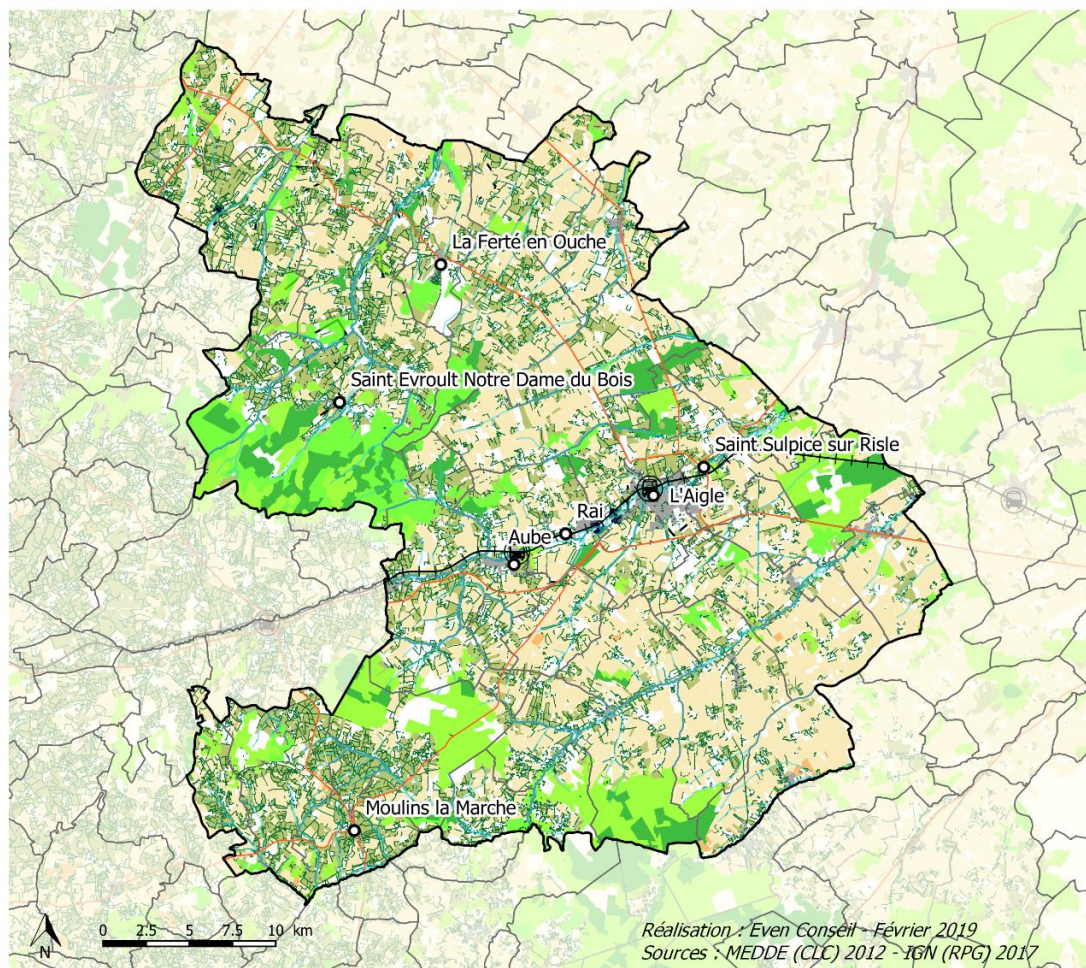 La Ferté en Ouche
Saint Evroult Notre Dame du Bois
Saint Sulpice sur Risle
L'Aigle
Rai
Aube
Moulins la Marche
0 2.5 5 7.5 10 km
N
Réalisation : Even Conseil - Février 2019
Sources : MEDDE (CLC) 2012 - IGN (RPG) 2017